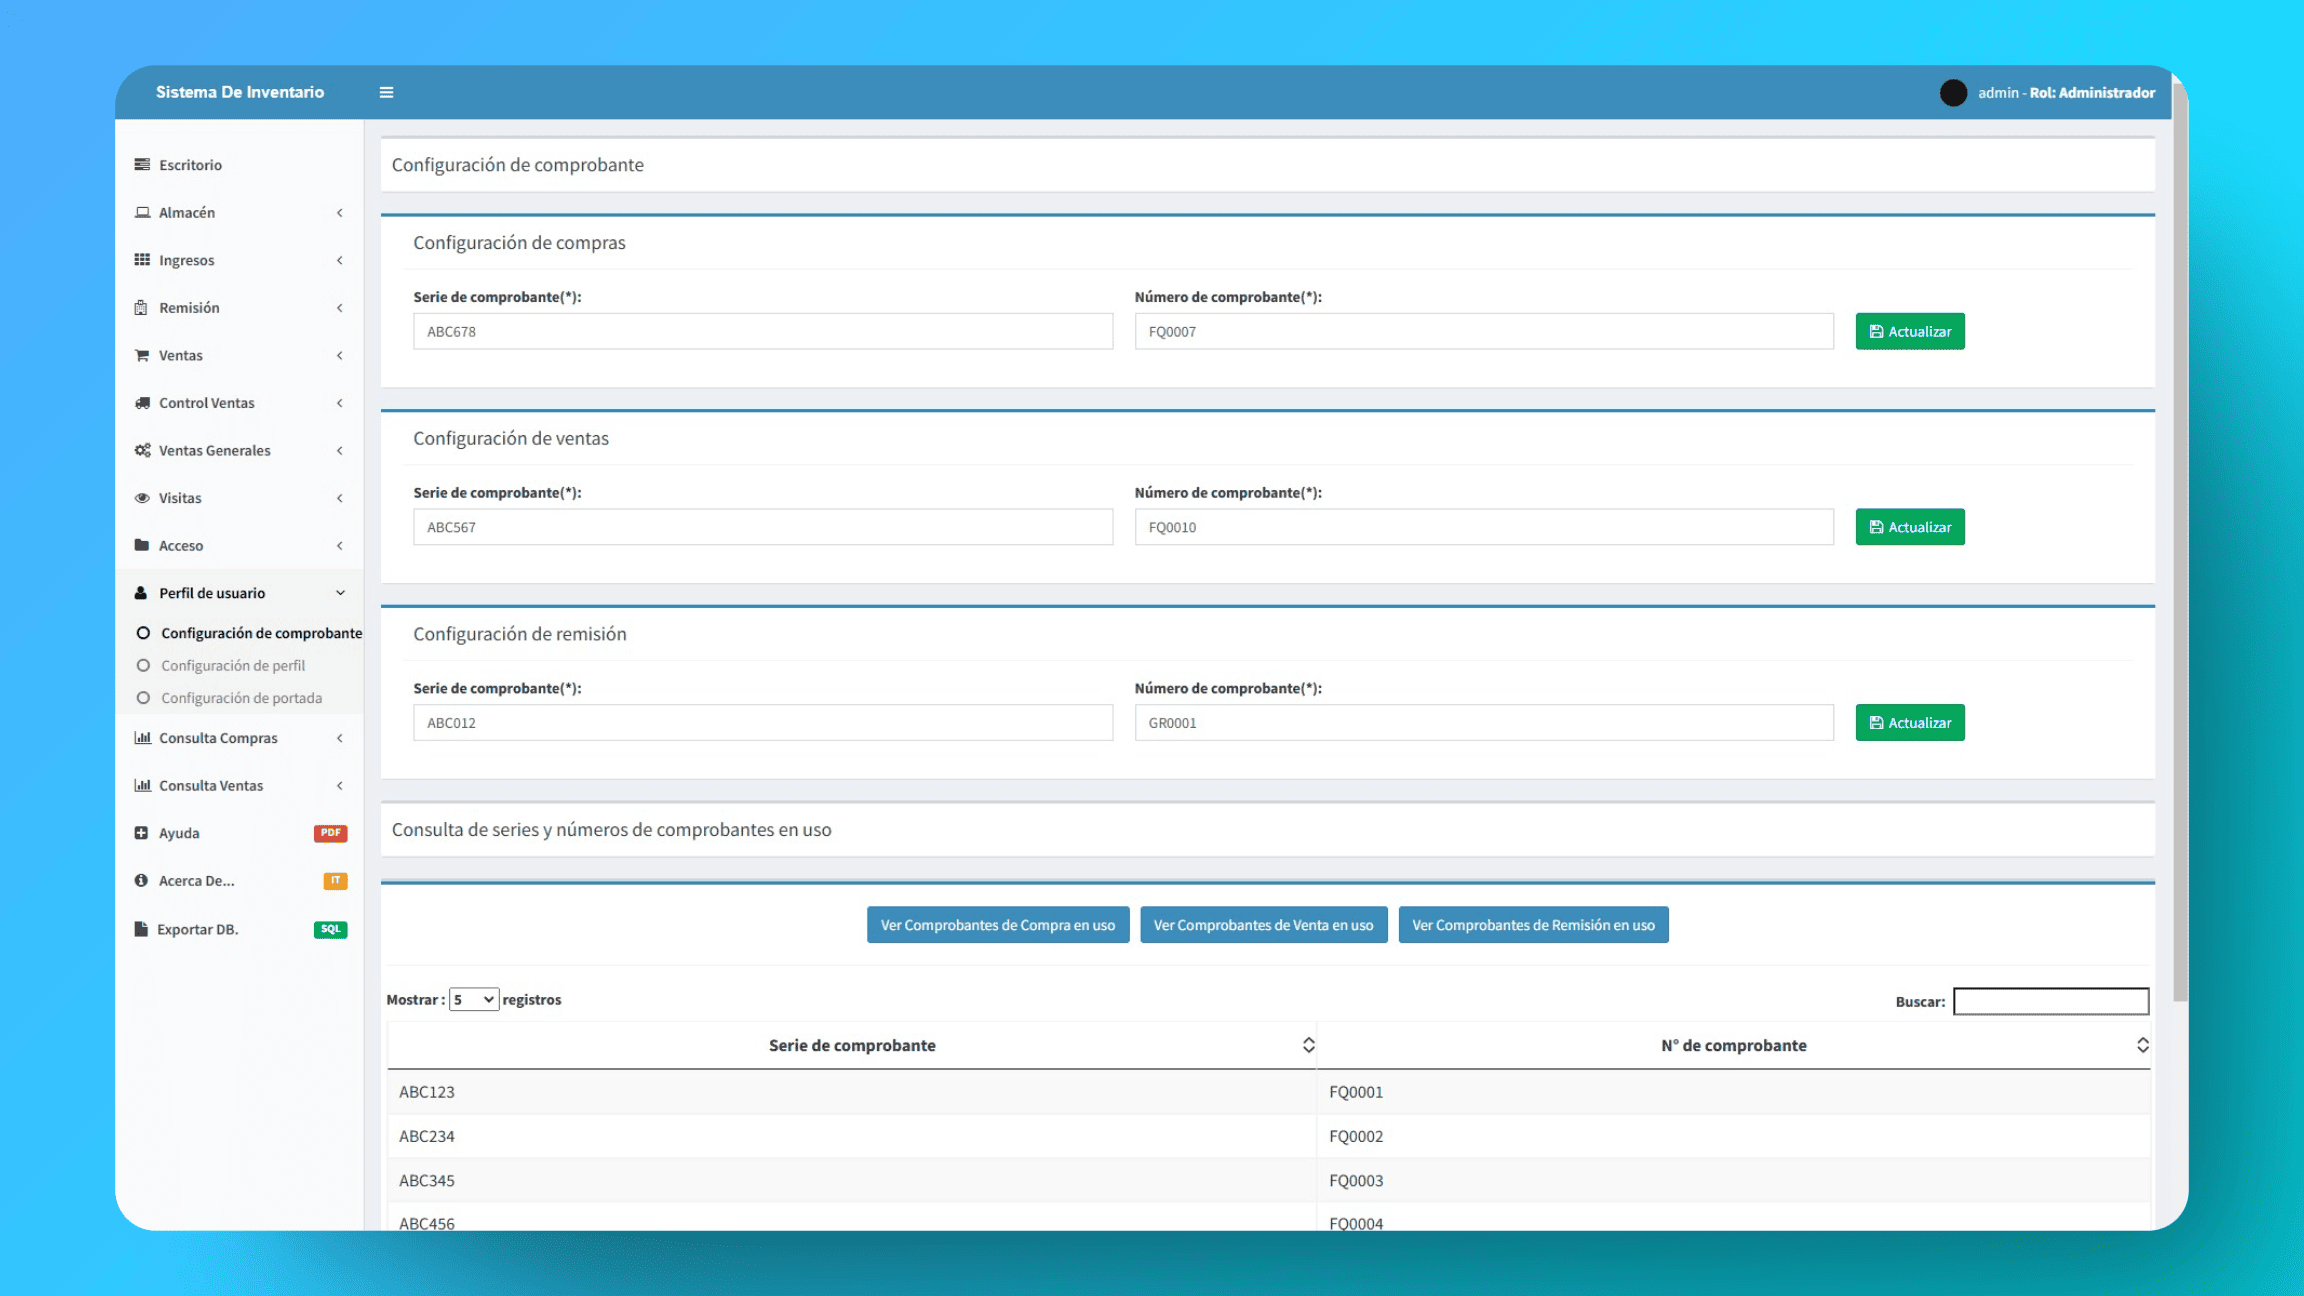 Sistema De Inventario
admin - Rol: Administrador
Escritorio
Almacén
Ingresos
Remisión
Ventas
Control Ventas
Ventas Generales
Visitas
Acceso
Perfil de usuario
Configuración de comprobante
Configuración de perfil
Configuración de portada
Consulta Compras
Consulta Ventas
Ayuda PDF
Acerca De... IT
Exportar DB. SQL
Configuración de comprobante
Configuración de compras
Serie de comprobante(*): Número de comprobante(*):
ABC678 FQ0007 Actualizar
Configuración de ventas
Serie de comprobante(*): Número de comprobante(*):
ABC567 FQ0010 Actualizar
Configuración de remisión
Serie de comprobante(*): Número de comprobante(*):
ABC012 GR0001 Actualizar
Consulta de series y números de comprobantes en uso
Ver Comprobantes de Compra en uso Ver Comprobantes de Venta en uso Ver Comprobantes de Remisión en uso
Mostrar : 5 registros Buscar:
Serie de comprobante N° de comprobante
ABC123 FQ0001
ABC234 FQ0002
ABC345 FQ0003
ABC456 FQ0004